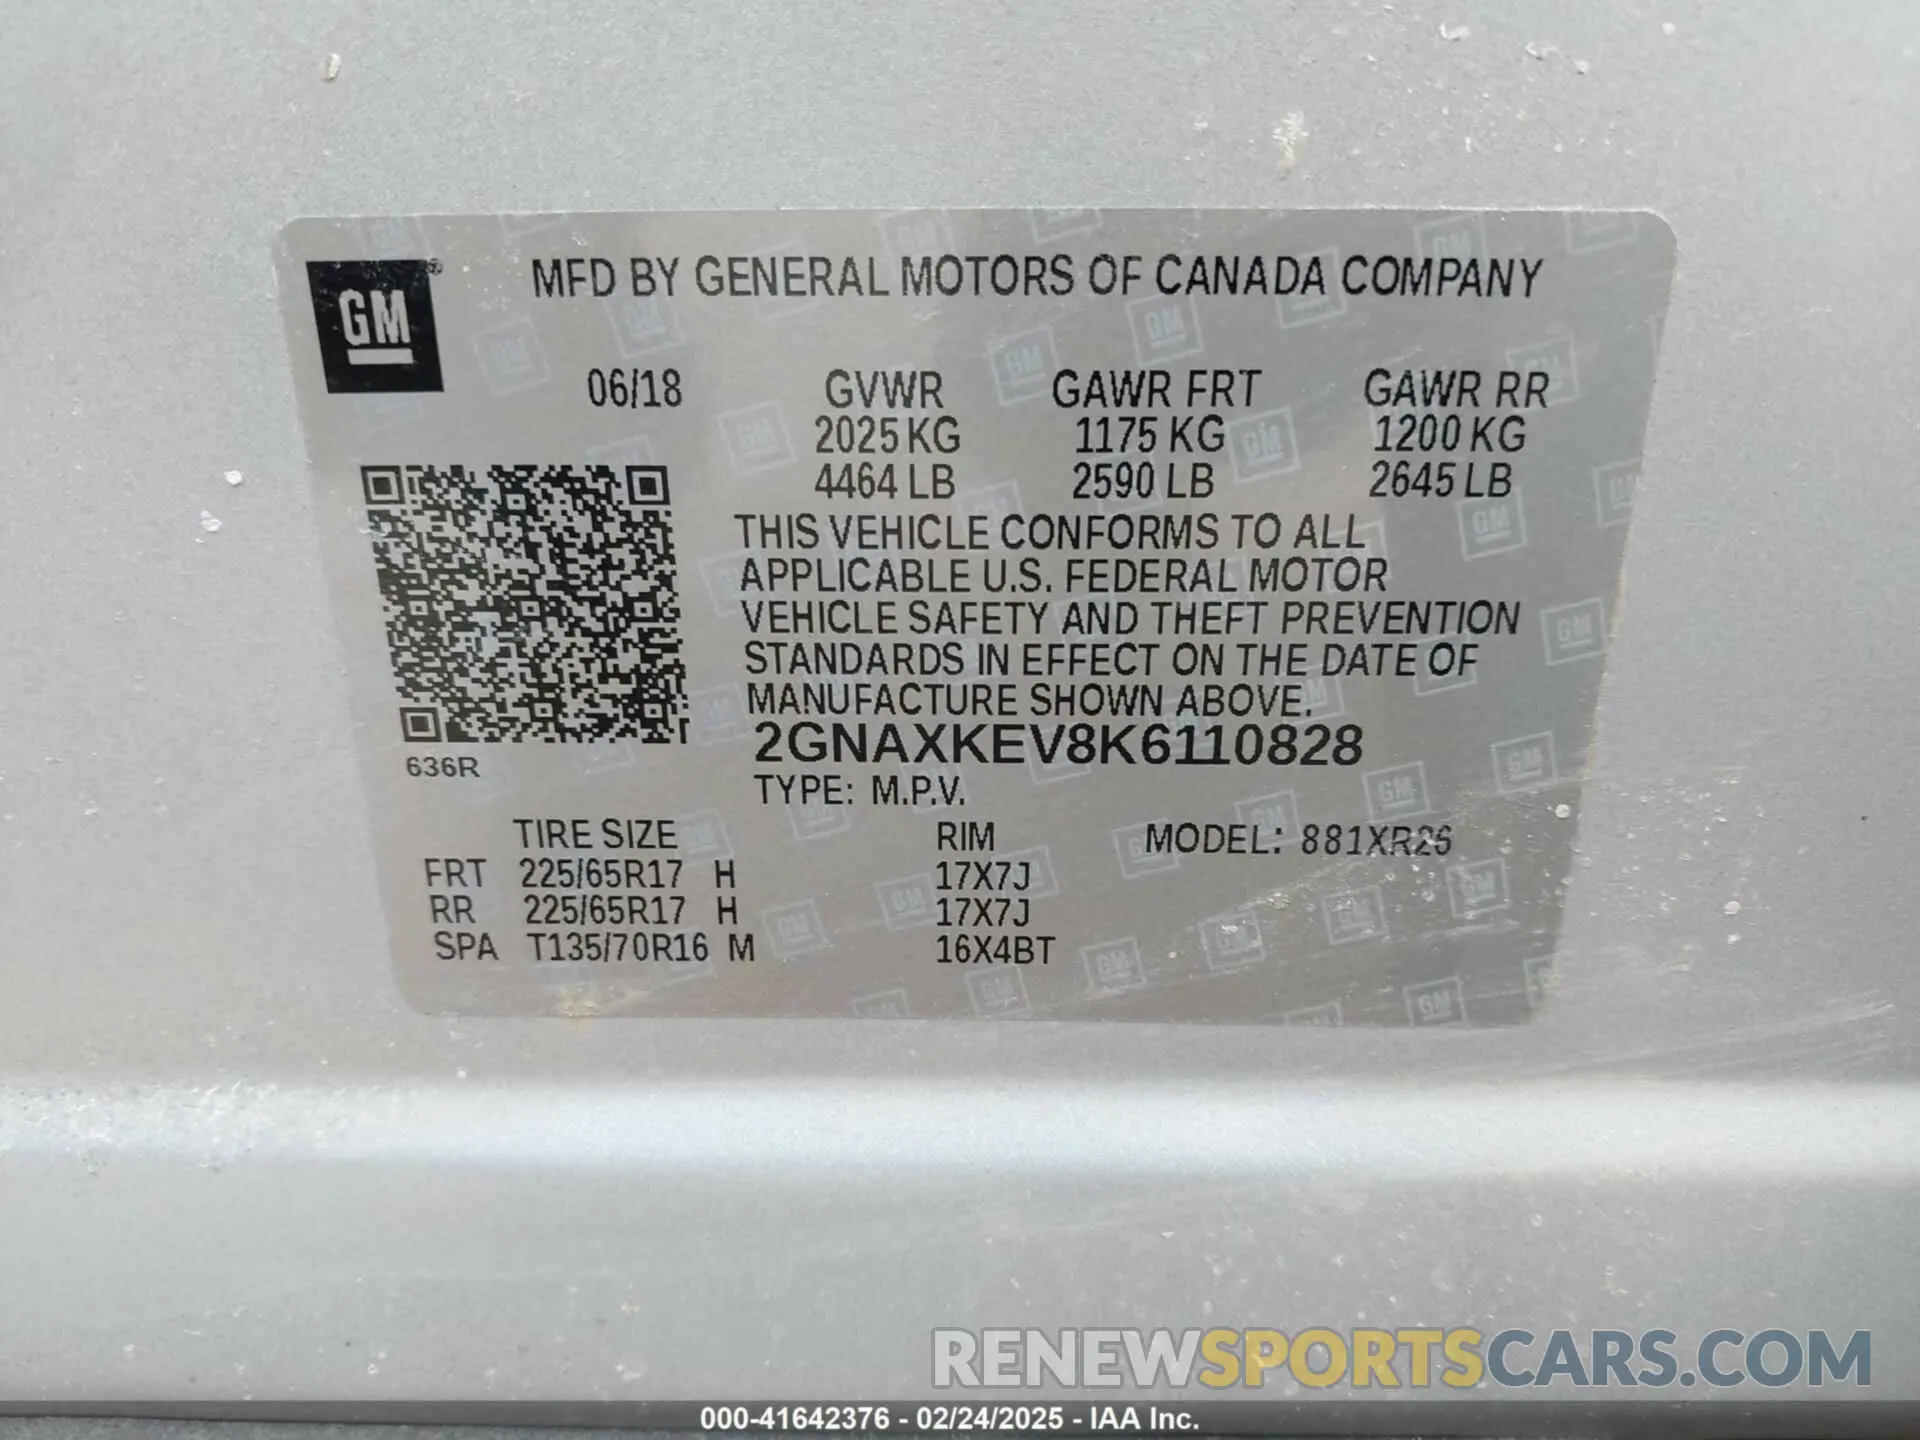 GM
MFD BY GENERAL MOTORS OF CANADA COMPANY
06/18 GVWR GAWR FRT GAWR RR
2025 KG 1175 KG 1200 KG
4464 LB 2590 LB 2645 LB
THIS VEHICLE CONFORMS TO ALL
APPLICABLE U.S. FEDERAL MOTOR
VEHICLE SAFETY AND THEFT PREVENTION
STANDARDS IN EFFECT ON THE DATE OF
MANUFACTURE SHOWN ABOVE.
2GNAXKEV8K6110828
636R
TYPE: M.P.V.
TIRE SIZE RIM MODEL: 881XR26
FRT 225/65R17 H 17X7J
RR 225/65R17 H 17X7J
SPA T135/70R16 M 16X4BT
RENEWSPORTSCARS.COM
000-41642376 - 02/24/2025 - IAA Inc.